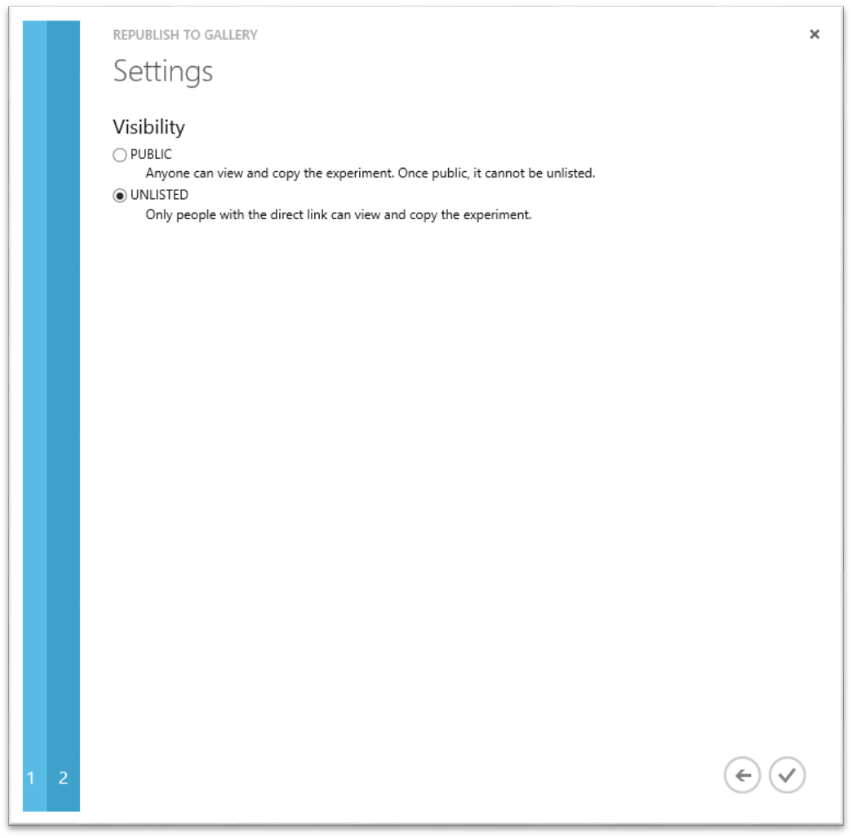 REPUBLISH TO GALLERY
Settings
Visibility
PUBLIC
Anyone can view and copy the experiment. Once public, it cannot be unlisted.
UNLISTED
Only people with the direct link can view and copy the experiment.
1 2